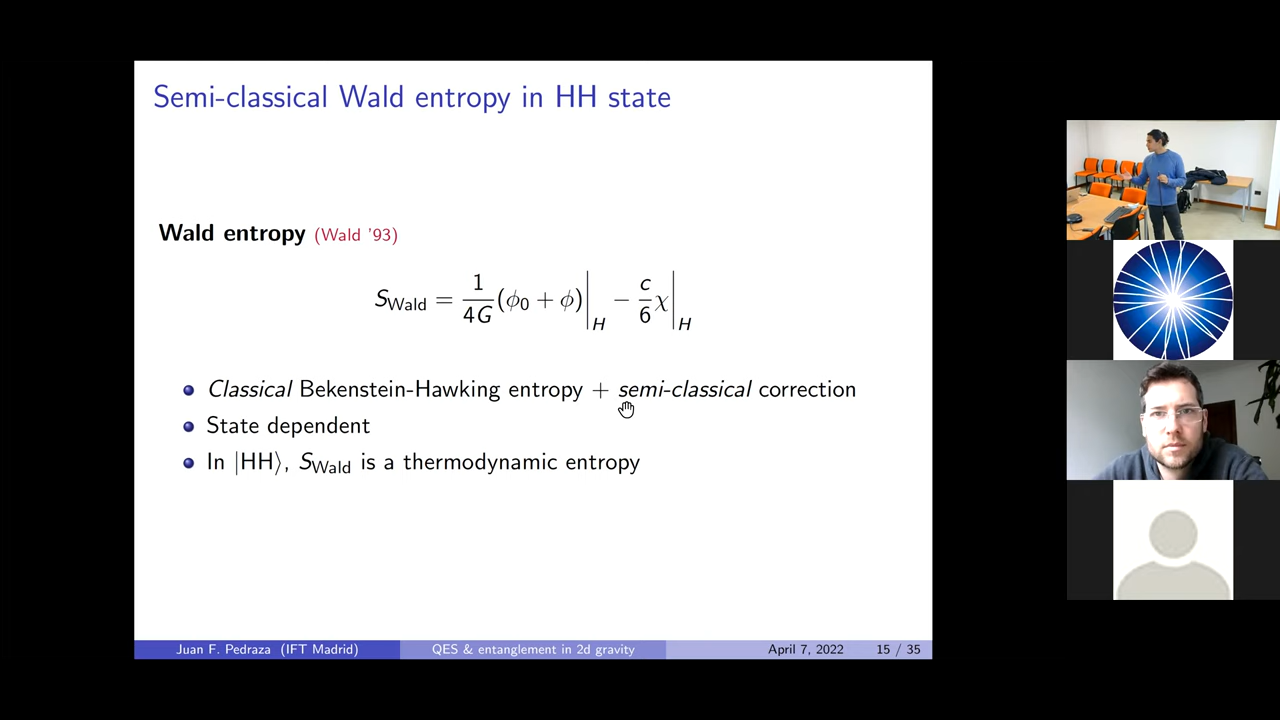 Semi-classical Wald entropy in HH state
Wald entropy (Wald '93)
S_Wald = 1/4G (ϕ₀ + ϕ)|_H − c/6 χ|_H
Classical Bekenstein-Hawking entropy + semi-classical correction
State dependent
In |HH⟩, S_Wald is a thermodynamic entropy
Juan F. Pedraza (IFT Madrid) QES & entanglement in 2d gravity April 7, 2022 15 / 35